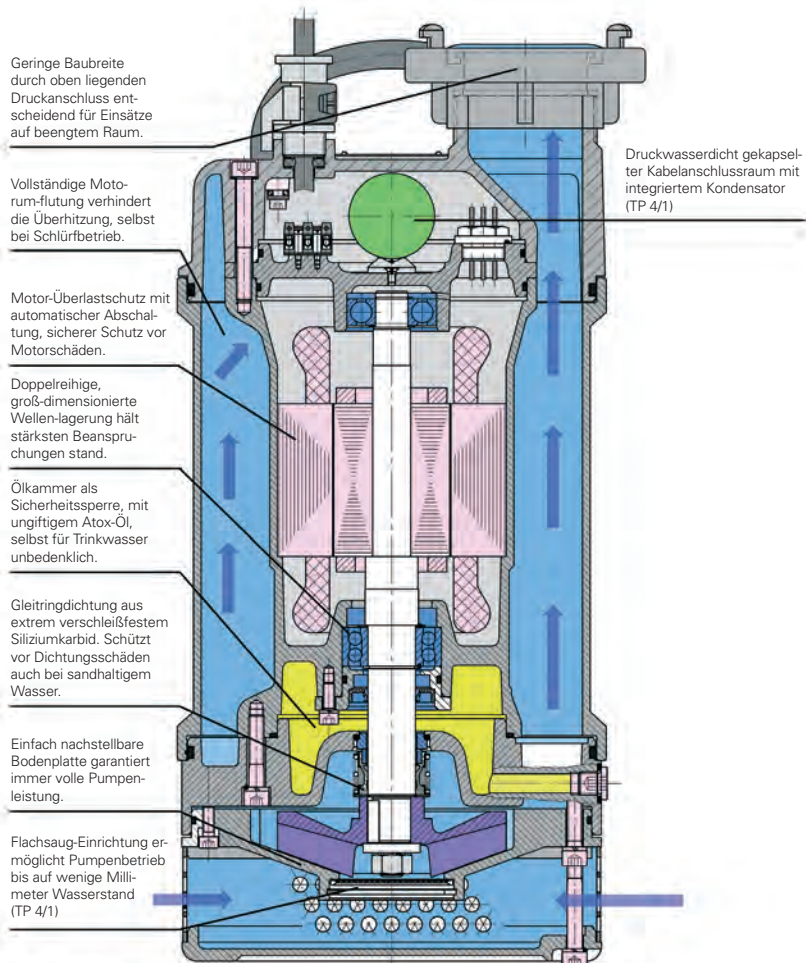 Geringe Baubreite
durch oben liegenden
Druckanschluss ent-
scheidend für Einsätze
auf beengtem Raum.
Vollständige Moto-
rum-flutung verhindert
die Überhitzung, selbst
bei Schlürfbetrieb.
Motor-Überlastschutz mit
automatischer Abschal-
tung, sicherer Schutz vor
Motorschäden.
Doppelreihige,
groß-dimensionierte
Wellen-lagerung hält
stärksten Beanspru-
chungen stand.
Ölkammer als
Sicherheitssperre, mit
ungiftigem Atox-Öl,
selbst für Trinkwasser
unbedenklich.
Gleitringdichtung aus
extrem verschleißfestem
Siliziumkarbid. Schützt
vor Dichtungsschäden
auch bei sandhaltigem
Wasser.
Einfach nachstellbare
Bodenplatte garantiert
immer volle Pumpen-
leistung.
Flachsaug-Einrichtung er-
möglicht Pumpenbetrieb
bis auf wenige Milli-
meter Wasserstand
(TP 4/1)
Druckwasserdicht gekapsel-
ter Kabelanschlussraum mit
integriertem Kondensator
(TP 4/1)